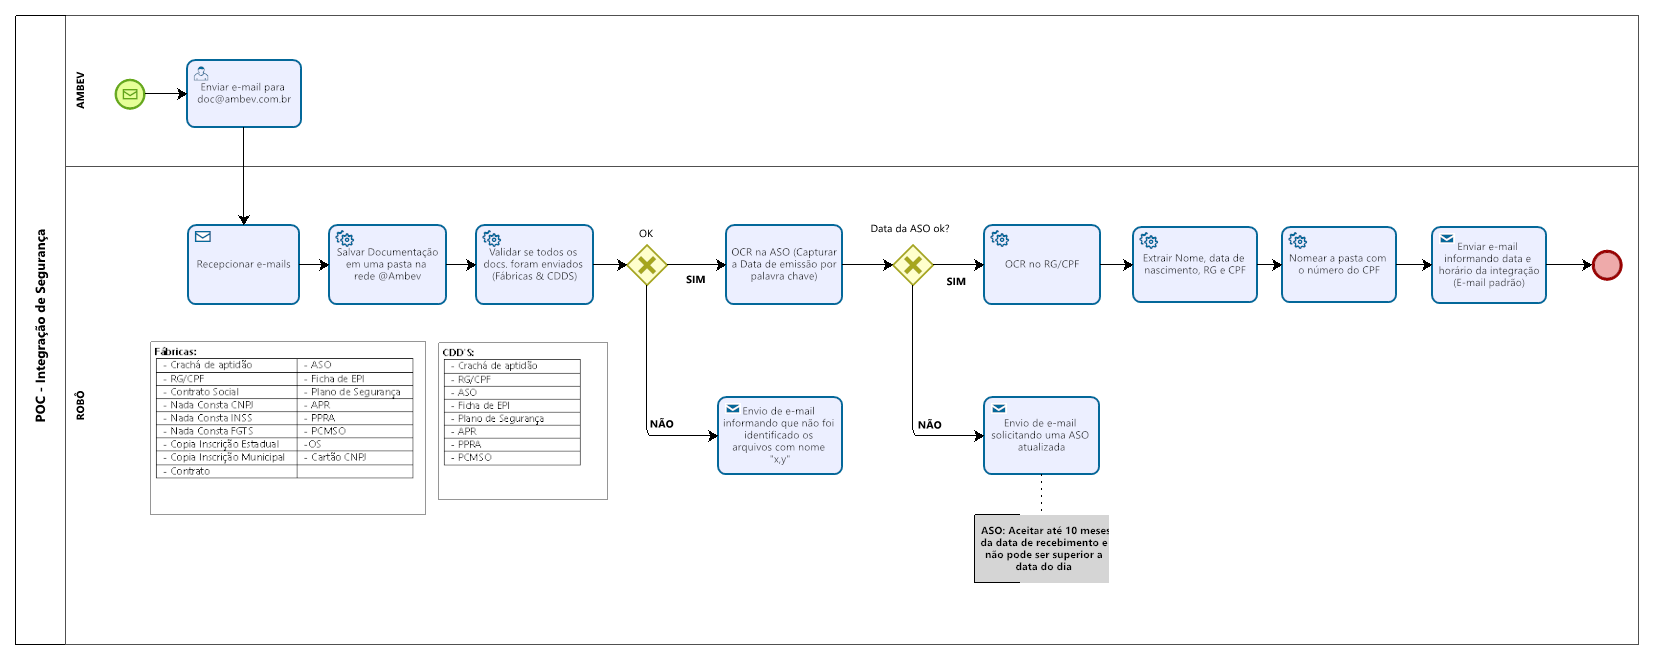 POC - Integração de Segurança
AMBEV
Enviar e-mail para
doc@ambev.com.br
ROBÔ
Recepcionar e-mails
Salvar Documentação
em uma pasta na
rede @Ambev
Validar se todos os
docs, foram enviados
(Fábricas & CDDS)
OK
SIM
NÃO
OCR na ASO (Capturar
a Data de emissão por
palavra chave)
Data da ASO ok?
SIM
NÃO
OCR no RG/CPF
Extrair Nome, data de
nascimento, RG e CPF
Nomear a pasta com
o número do CPF
Enviar e-mail
informando data e
horário da integração
(E-mail padrão)
Fábricas:
- Crachá de aptidão - ASO
- RG/CPF - Ficha de EPI
- Contrato Social - Plano de Segurança
- Nada Consta CNPJ - APR
- Nada Consta INSS - PPRA
- Nada Consta FGTS - PCMSO
- Copia Inscrição Estadual -OS
- Copia Inscrição Municipal - Cartão CNPJ
- Contrato
CDD'S:
- Crachá de aptidão
- RG/CPF
- ASO
- Ficha de EPI
- Plano de Segurança
- APR
- PPRA
- PCMSO
Envio de e-mail
informando que não foi
identificado os
arquivos com nome
"x,y"
Envio de e-mail
solicitando uma ASO
atualizada
ASO: Aceitar até 10 meses
da data de recebimento e
não pode ser superior a
data do dia